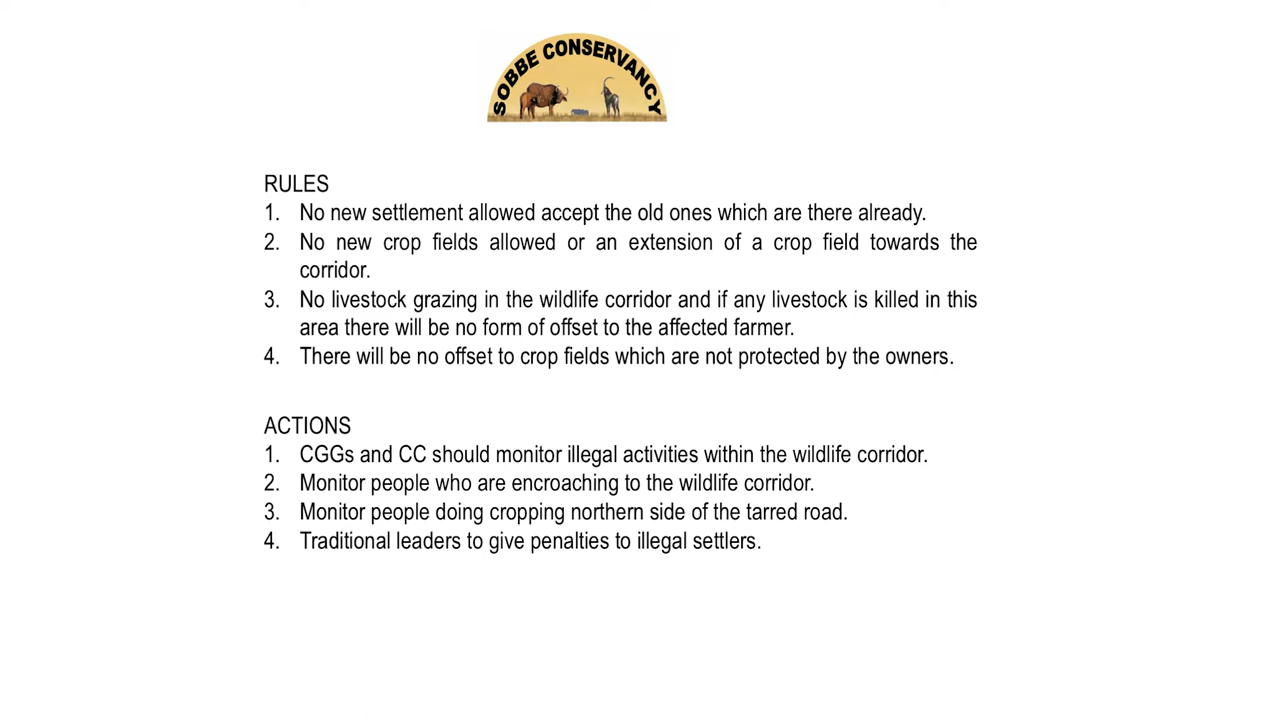 SOBBE CONSERVANCY
RULES
1. No new settlement allowed accept the old ones which are there already.
2. No new crop fields allowed or an extension of a crop field towards the
corridor.
3. No livestock grazing in the wildlife corridor and if any livestock is killed in this
area there will be no form of offset to the affected farmer.
4. There will be no offset to crop fields which are not protected by the owners.
ACTIONS
1. CGGs and CC should monitor illegal activities within the wildlife corridor.
2. Monitor people who are encroaching to the wildlife corridor.
3. Monitor people doing cropping northern side of the tarred road.
4. Traditional leaders to give penalties to illegal settlers.